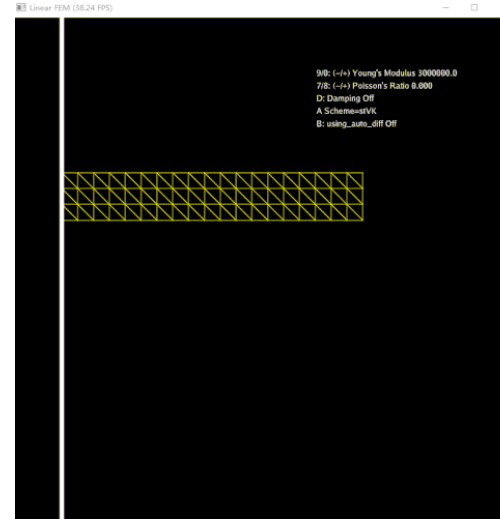 Linear FEM (38.24 FPS)
9/0: (-/+) Young's Modulus 3000000.0
7/8: (-/+) Poisson's Ratio 0.000
D: Damping Off
A Scheme=stVK
B: using_auto_diff Off